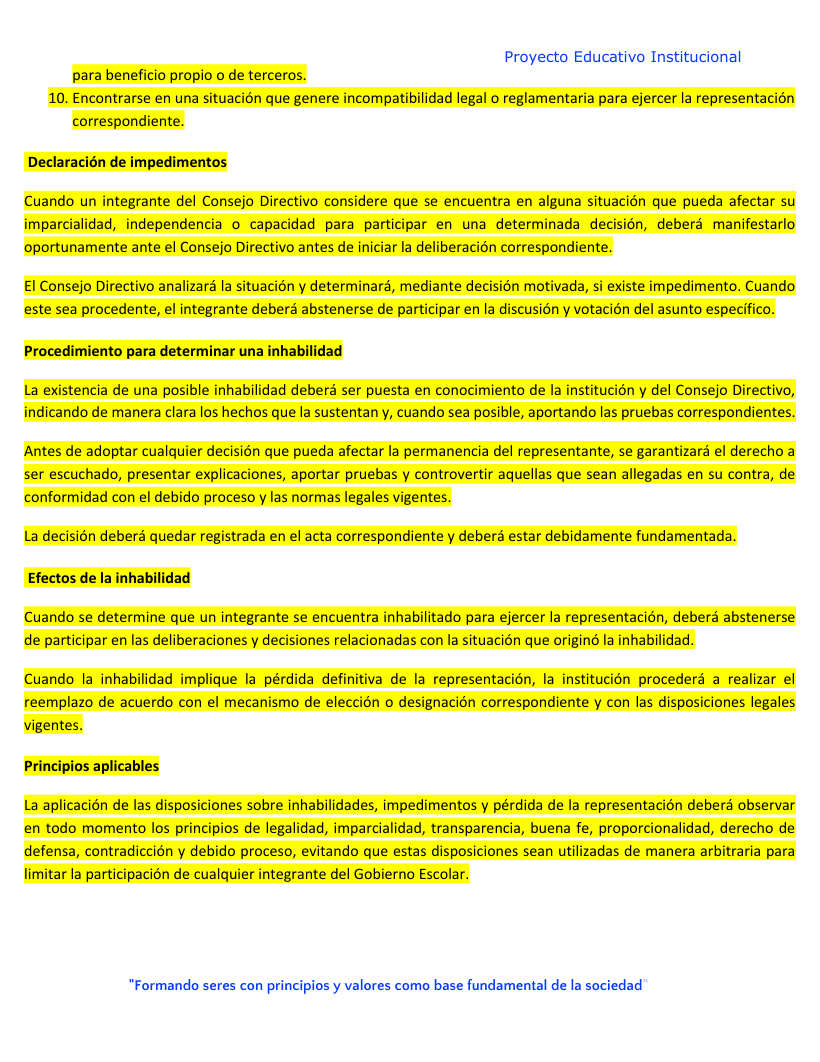 Proyecto Educativo Institucional
para beneficio propio o de terceros.
10. Encontrarse en una situación que genere incompatibilidad legal o reglamentaria para ejercer la representación
correspondiente.
Declaración de impedimentos
Cuando un integrante del Consejo Directivo considere que se encuentra en alguna situación que pueda afectar su
imparcialidad, independencia o capacidad para participar en una determinada decisión, deberá manifestarlo
oportunamente ante el Consejo Directivo antes de iniciar la deliberación correspondiente.
El Consejo Directivo analizará la situación y determinará, mediante decisión motivada, si existe impedimento. Cuando
este sea procedente, el integrante deberá abstenerse de participar en la discusión y votación del asunto específico.
Procedimiento para determinar una inhabilidad
La existencia de una posible inhabilidad deberá ser puesta en conocimiento de la institución y del Consejo Directivo,
indicando de manera clara los hechos que la sustentan y, cuando sea posible, aportando las pruebas correspondientes.
Antes de adoptar cualquier decisión que pueda afectar la permanencia del representante, se garantizará el derecho a
ser escuchado, presentar explicaciones, aportar pruebas y controvertir aquellas que sean allegadas en su contra, de
conformidad con el debido proceso y las normas legales vigentes.
La decisión deberá quedar registrada en el acta correspondiente y deberá estar debidamente fundamentada.
Efectos de la inhabilidad
Cuando se determine que un integrante se encuentra inhabilitado para ejercer la representación, deberá abstenerse
de participar en las deliberaciones y decisiones relacionadas con la situación que originó la inhabilidad.
Cuando la inhabilidad implique la pérdida definitiva de la representación, la institución procederá a realizar el
reemplazo de acuerdo con el mecanismo de elección o designación correspondiente y con las disposiciones legales
vigentes.
Principios aplicables
La aplicación de las disposiciones sobre inhabilidades, impedimentos y pérdida de la representación deberá observar
en todo momento los principios de legalidad, imparcialidad, transparencia, buena fe, proporcionalidad, derecho de
defensa, contradicción y debido proceso, evitando que estas disposiciones sean utilizadas de manera arbitraria para
limitar la participación de cualquier integrante del Gobierno Escolar.
"Formando seres con principios y valores como base fundamental de la sociedad"